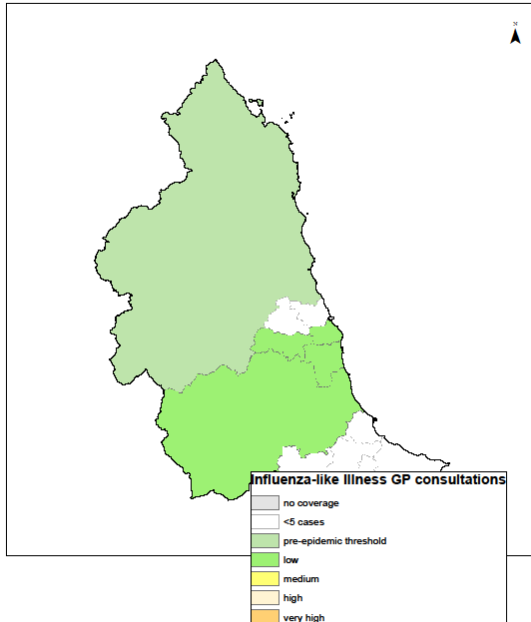 N
Influenza-like Illness GP consultations
no coverage
<5 cases
pre-epidemic threshold
low
medium
high
very high